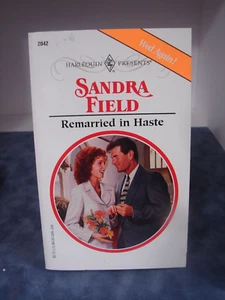 2042
HARLEQUIN PRESENTS®
Wed Again!
SANDRA
FIELD
Remarried in Haste